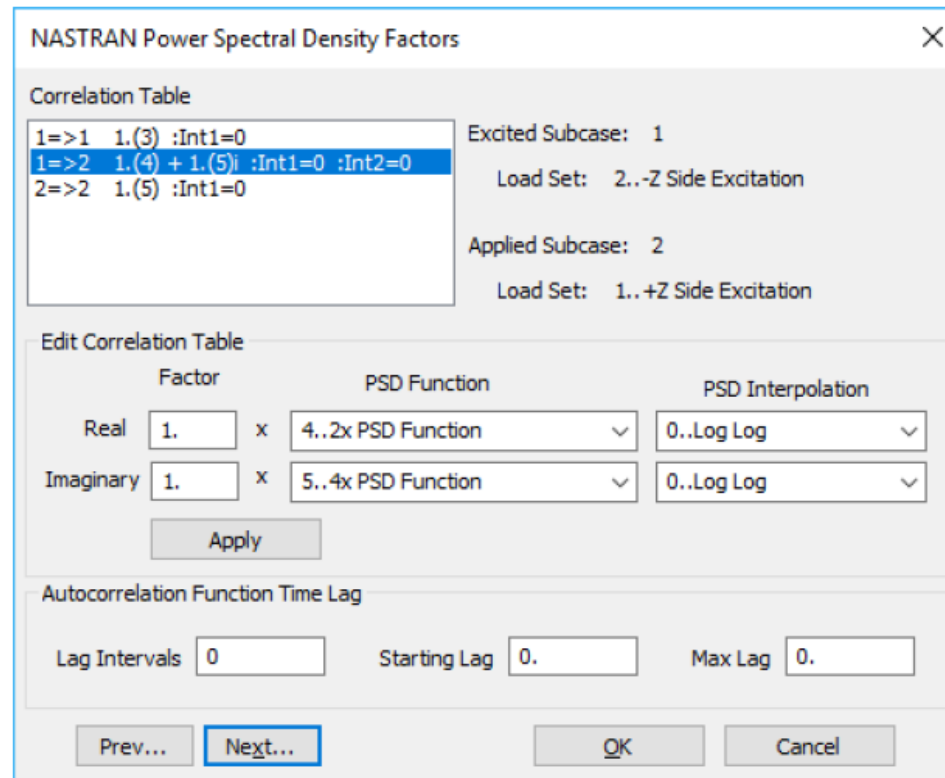 NASTRAN Power Spectral Density Factors
Correlation Table
1=>1 1.(3) :Int1=0
1=>2 1.(4) + 1.(5)i :Int1=0 :Int2=0
2=>2 1.(5) :Int1=0
Excited Subcase: 1
Load Set: 2..-Z Side Excitation
Applied Subcase: 2
Load Set: 1..+Z Side Excitation
Edit Correlation Table
Factor PSD Function PSD Interpolation
Real 1. x 4..2x PSD Function 0..Log Log
Imaginary 1. x 5..4x PSD Function 0..Log Log
Apply
Autocorrelation Function Time Lag
Lag Intervals 0 Starting Lag 0. Max Lag 0.
Prev... Next... OK Cancel